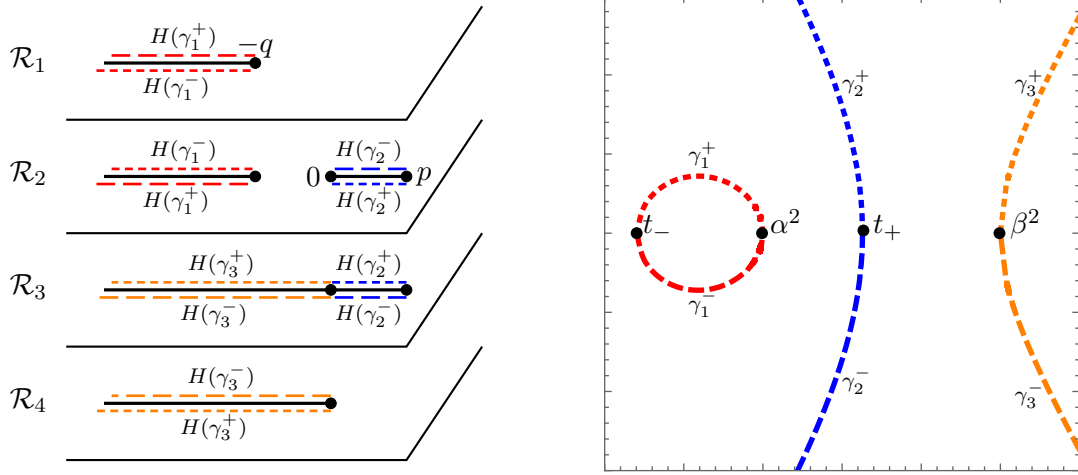 H(γ₁⁺)
−q
ℛ₁
H(γ₁⁻)
H(γ₁⁻)
H(γ₂⁻)
ℛ₂
0
p
H(γ₁⁺)
H(γ₂⁺)
H(γ₃⁺)
H(γ₂⁺)
ℛ₃
H(γ₃⁻)
H(γ₂⁻)
H(γ₃⁻)
ℛ₄
H(γ₃⁺)
γ₂⁺
γ₃⁺
γ₁⁺
t₋
α²
t₊
β²
γ₁⁻
γ₂⁻
γ₃⁻